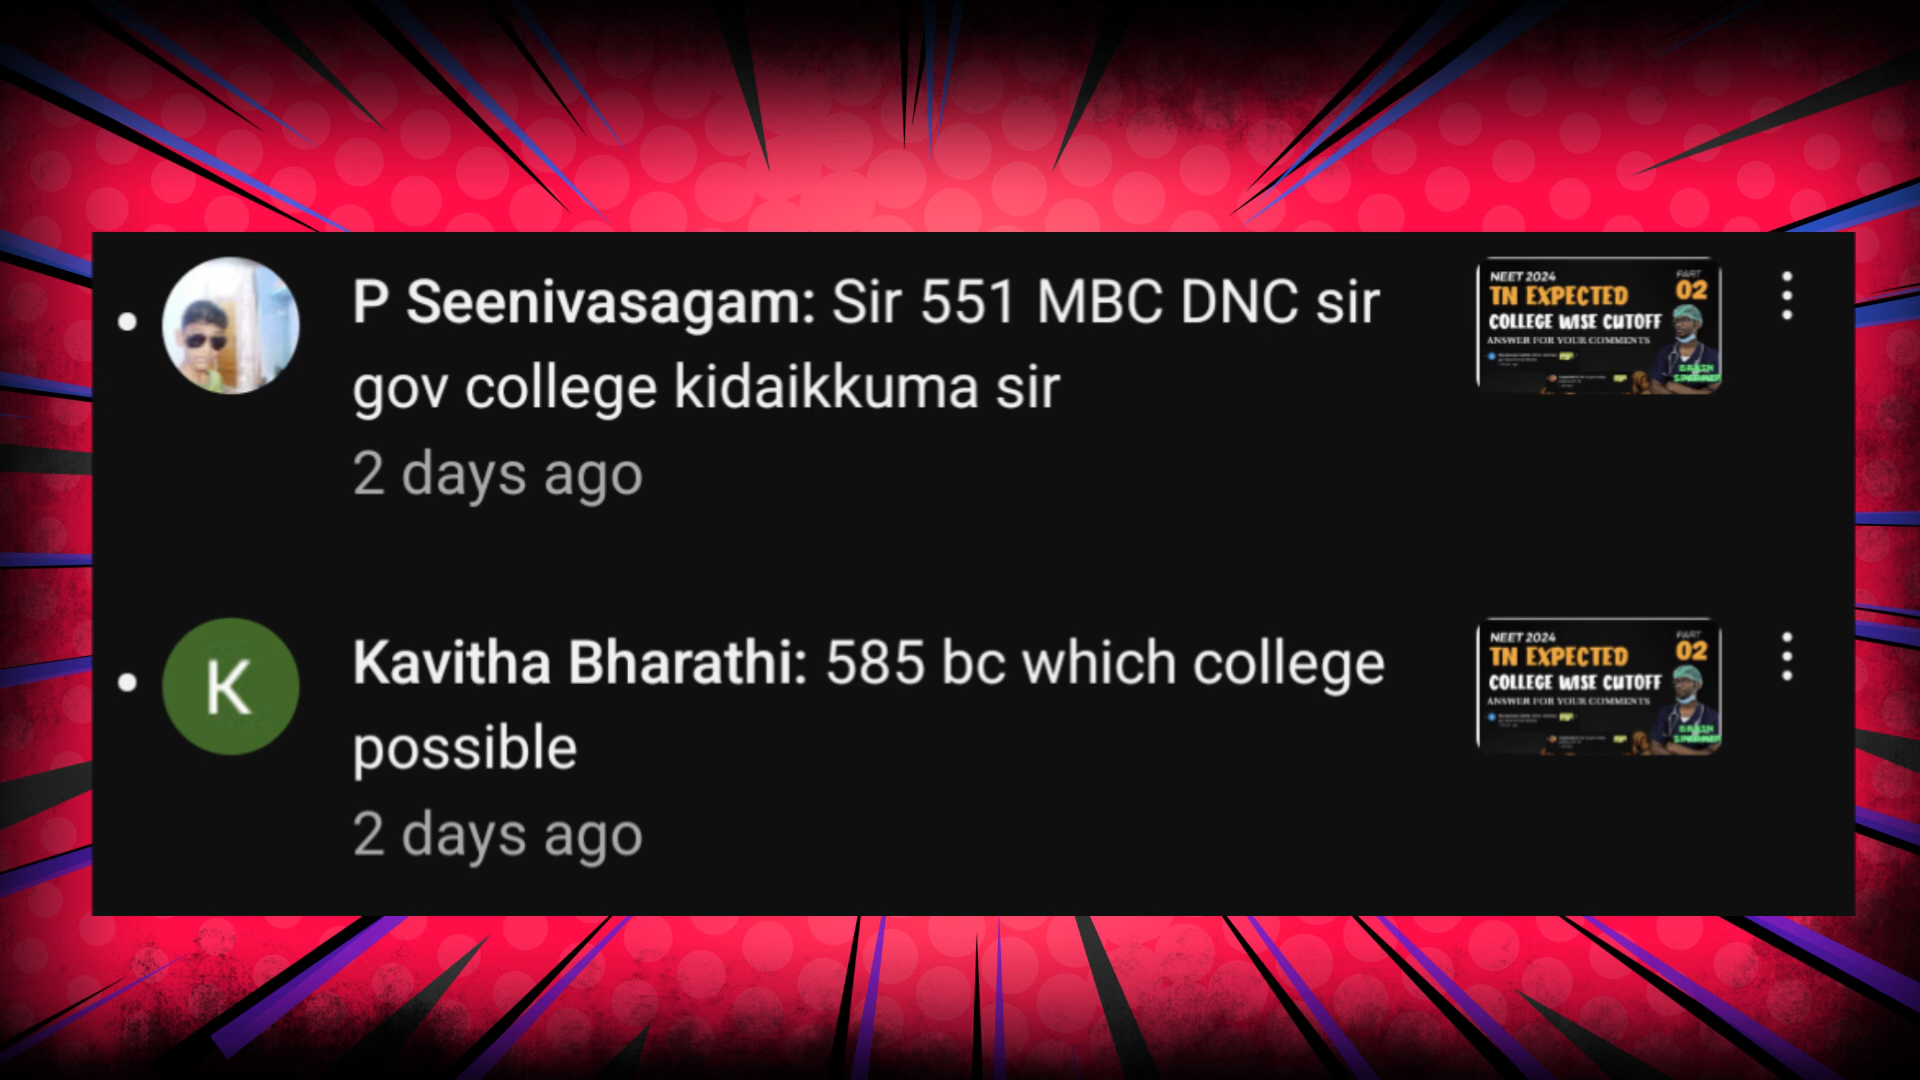 P Seenivasagam: Sir 551 MBC DNC sir
gov college kidaikkuma sir
2 days ago
NEET 2024
PART
TN EXPECTED
02
COLLEGE WISE CUTOFF
ANSWER FOR YOUR COMMENTS
K
Kavitha Bharathi: 585 bc which college
possible
2 days ago
NEET 2024
PART
TN EXPECTED
02
COLLEGE WISE CUTOFF
ANSWER FOR YOUR COMMENTS